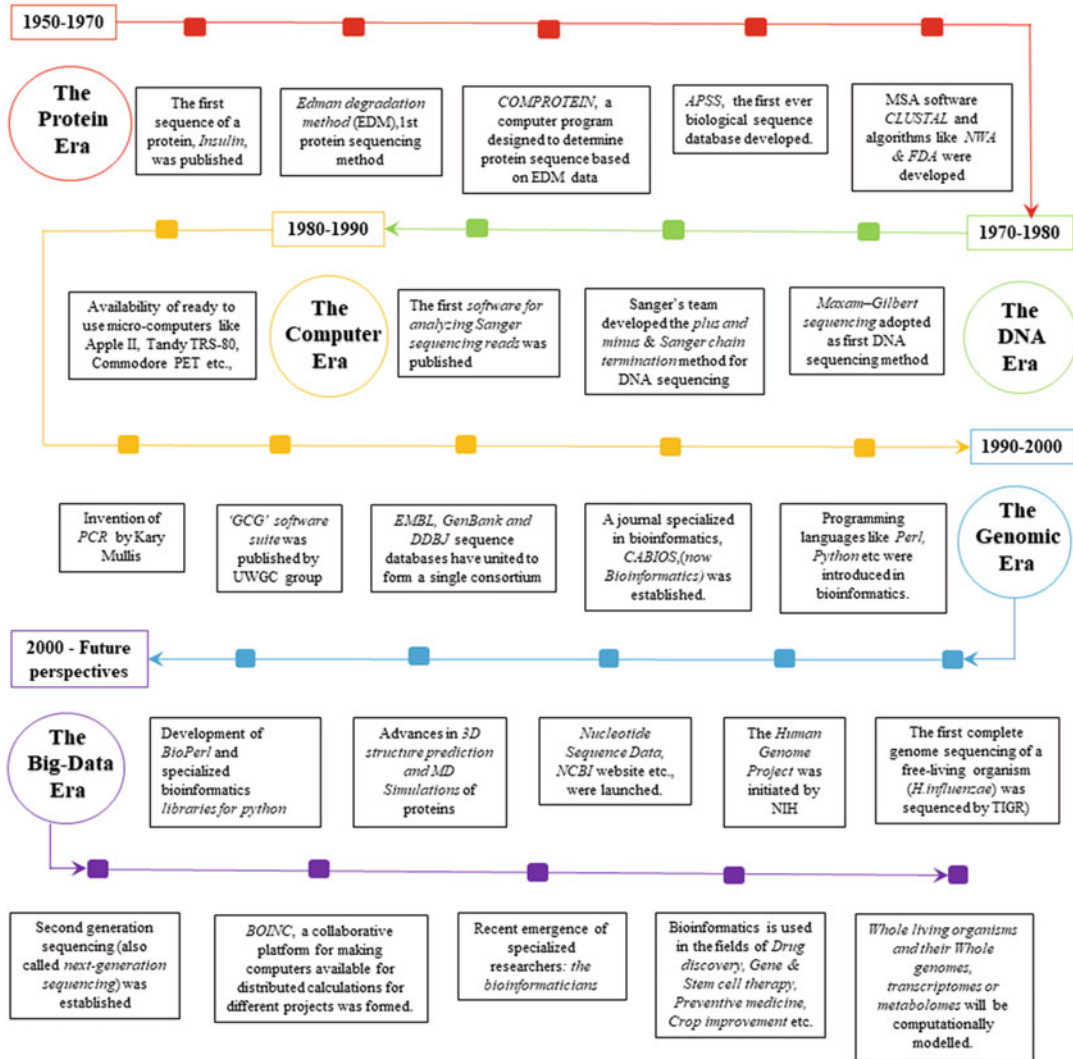 1950-1970
The
Protein
Era
The first
sequence of a
protein, Insulin,
was published
Edman degradation
method (EDM),1st
protein sequencing
method
COMPROTEIN, a
computer program
designed to determine
protein sequence based
on EDM data
APSS, the first ever
biological sequence
database developed.
MSA software
CLUSTAL and
algorithms like NWA
& FDA were
developed
1970-1980
The
DNA
Era
Maxam–Gilbert
sequencing adopted
as first DNA
sequencing method
Sanger's team
developed the plus and
minus & Sanger chain
termination method for
DNA sequencing
The first software for
analyzing Sanger
sequencing reads was
published
1980-1990
The
Computer
Era
Availability of ready to
use micro-computers like
Apple II, Tandy TRS-80,
Commodore PET etc.,
Invention of
PCR by Kary
Mullis
'GCG' software
suite was
published by
UWGC group
EMBL, GenBank and
DDBJ sequence
databases have united to
form a single consortium
A journal specialized
in bioinformatics,
CABIOS,(now
Bioinformatics) was
established.
Programming
languages like Perl,
Python etc were
introduced in
bioinformatics.
1990-2000
The
Genomic
Era
The first complete
genome sequencing of a
free-living organism
(H.influenzae) was
sequenced by TIGR)
The Human
Genome
Project was
initiated by
NIH
Nucleotide
Sequence Data,
NCBI website etc.,
were launched.
Advances in 3D
structure prediction
and MD
Simulations of
proteins
Development of
BioPerl and
specialized
bioinformatics
libraries for python
2000 - Future
perspectives
The
Big-Data
Era
Second generation
sequencing (also
called next-generation
sequencing) was
established
BOINC, a collaborative
platform for making
computers available for
distributed calculations for
different projects was formed.
Recent emergence of
specialized
researchers: the
bioinformaticians
Bioinformatics is used
in the fields of Drug
discovery, Gene &
Stem cell therapy,
Preventive medicine,
Crop improvement etc.
Whole living organisms
and their Whole
genomes,
transcriptomes or
metabolomes will be
computationally
modelled.